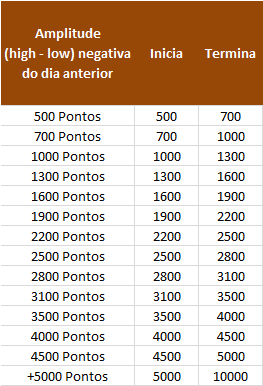 Amplitude
(high - low) negativa
do dia anterior
Inicia
Termina
500 Pontos 500 700
700 Pontos 700 1000
1000 Pontos 1000 1300
1300 Pontos 1300 1600
1600 Pontos 1600 1900
1900 Pontos 1900 2200
2200 Pontos 2200 2500
2500 Pontos 2500 2800
2800 Pontos 2800 3100
3100 Pontos 3100 3500
3500 Pontos 3500 4000
4000 Pontos 4000 4500
4500 Pontos 4500 5000
+5000 Pontos 5000 10000